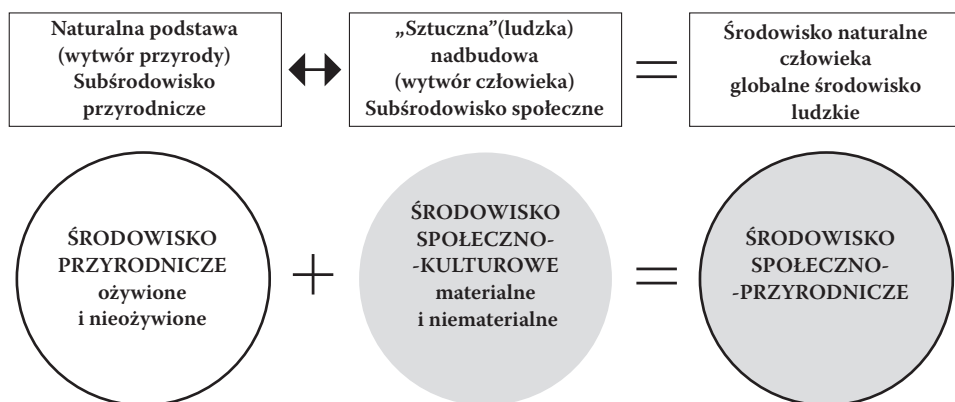 Naturalna podstawa
(wytwór przyrody)
Subśrodowisko
przyrodnicze
„Sztuczna”(ludzka)
nadbudowa
(wytwór człowieka)
Subśrodowisko społeczne
=
Środowisko naturalne
człowieka
globalne środowisko
ludzkie
ŚRODOWISKO
PRZYRODNICZE
ożywione
i nieożywione
+
ŚRODOWISKO
SPOŁECZNO-
-KULTUROWE
materialne
i niematerialne
=
ŚRODOWISKO
SPOŁECZNO-
-PRZYRODNICZE